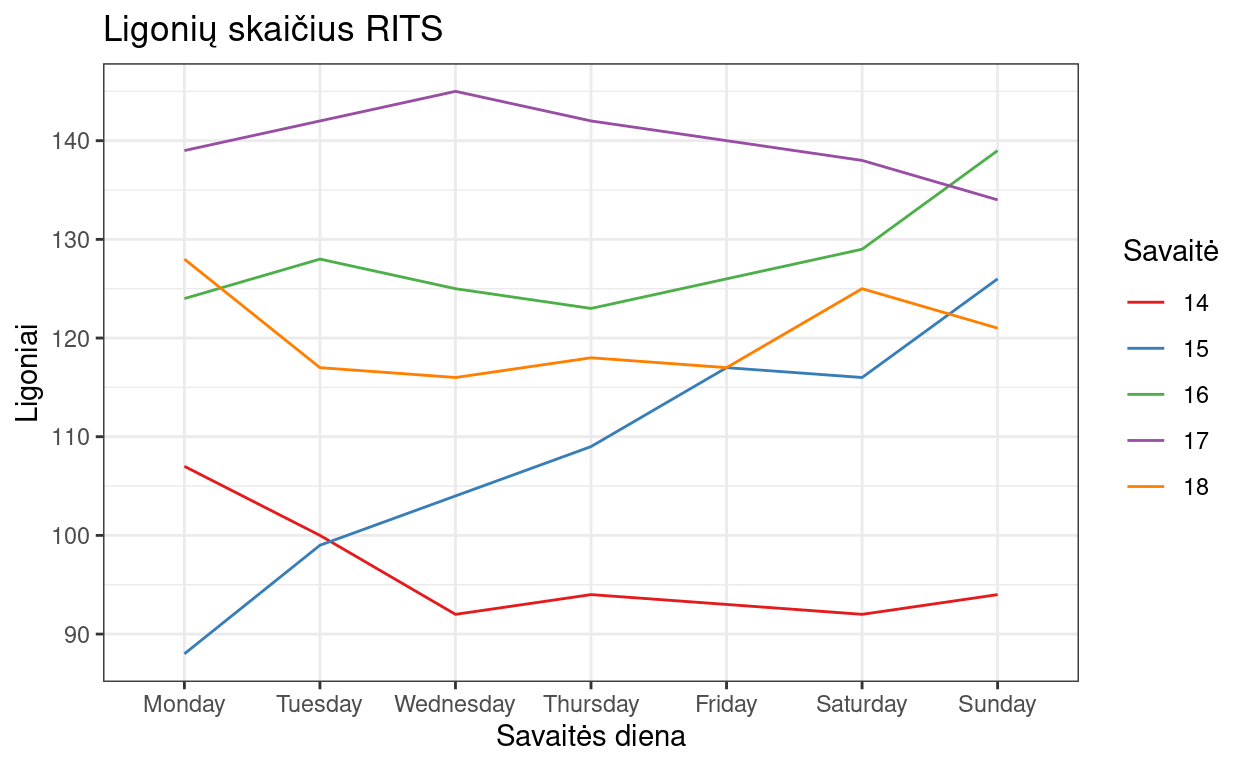 Ligonių skaičius RITS
Ligoniai
140
130
120
110
100
90
Monday Tuesday Wednesday Thursday Friday Saturday Sunday
Savaitės diena
Savaitė
14
15
16
17
18